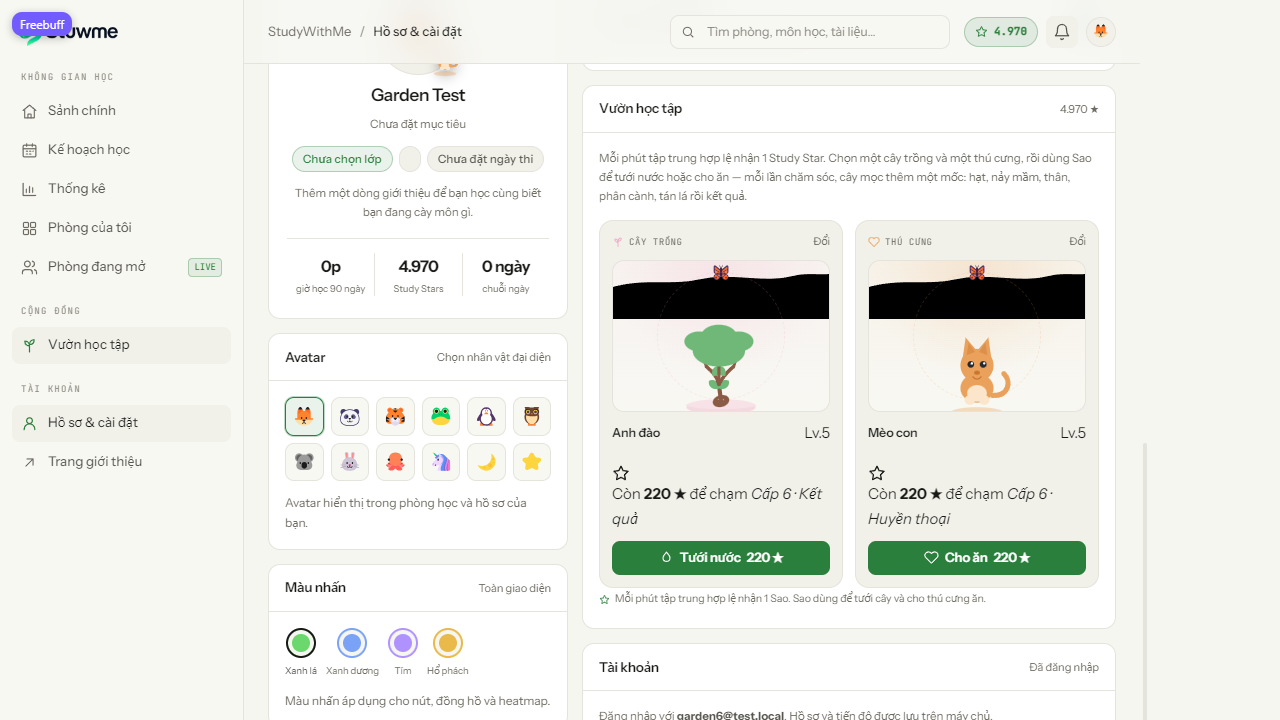 Freebuff
Stuwme
KHÔNG GIAN HỌC
Sảnh chính
Kế hoạch học
Thống kê
Phòng của tôi
Phòng đang mở
LIVE
CỘNG ĐỒNG
Vườn học tập
TÀI KHOẢN
Hồ sơ & cài đặt
Trang giới thiệu
StudyWithMe / Hồ sơ & cài đặt
Tìm phòng, môn học, tài liệu...
4.970
Garden Test
Chưa đặt mục tiêu
Chưa chọn lớp
Chưa đặt ngày thi
Thêm một dòng giới thiệu để bạn học cùng biết
bạn đang cày môn gì.
0p
giờ học 90 ngày
4.970
Study Stars
0 ngày
chuỗi ngày
Avatar
Chọn nhân vật đại diện
Avatar hiển thị trong phòng học và hồ sơ của
bạn.
Màu nhấn
Toàn giao diện
Xanh lá
Xanh dương
Tím
Hổ phách
Màu nhấn áp dụng cho nút, đồng hồ và heatmap.
Vườn học tập
4.970 ★
Mỗi phút tập trung hợp lệ nhận 1 Study Star. Chọn một cây trồng và một thú cưng, rồi dùng Sao
để tưới nước hoặc cho ăn — mỗi lần chăm sóc, cây mọc thêm một mốc: hạt, nảy mầm, thân,
phân cành, tán lá rồi kết quả.
CÂY TRỒNG
Đổi
Anh đào
Lv.5
Còn 220 ★ để chạm Cấp 6 · Kết
quả
Tưới nước 220 ★
THÚ CƯNG
Đổi
Mèo con
Lv.5
Còn 220 ★ để chạm Cấp 6 ·
Huyền thoại
Cho ăn 220 ★
Mỗi phút tập trung hợp lệ nhận 1 Sao. Sao dùng để tưới cây và cho thú cưng ăn.
Tài khoản
Đã đăng nhập
Đăng nhập với garden6@test.local. Hồ sơ và tiến độ được lưu trên máy chủ.